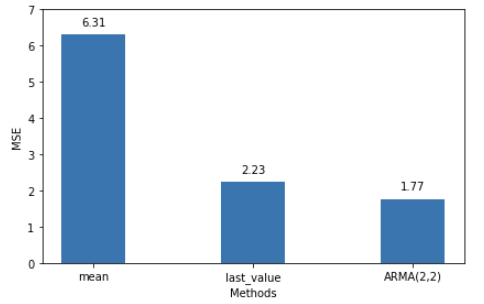 7
6
5
4
3
2
1
0
MSE
6.31
2.23
1.77
mean
last_value
ARMA(2,2)
Methods